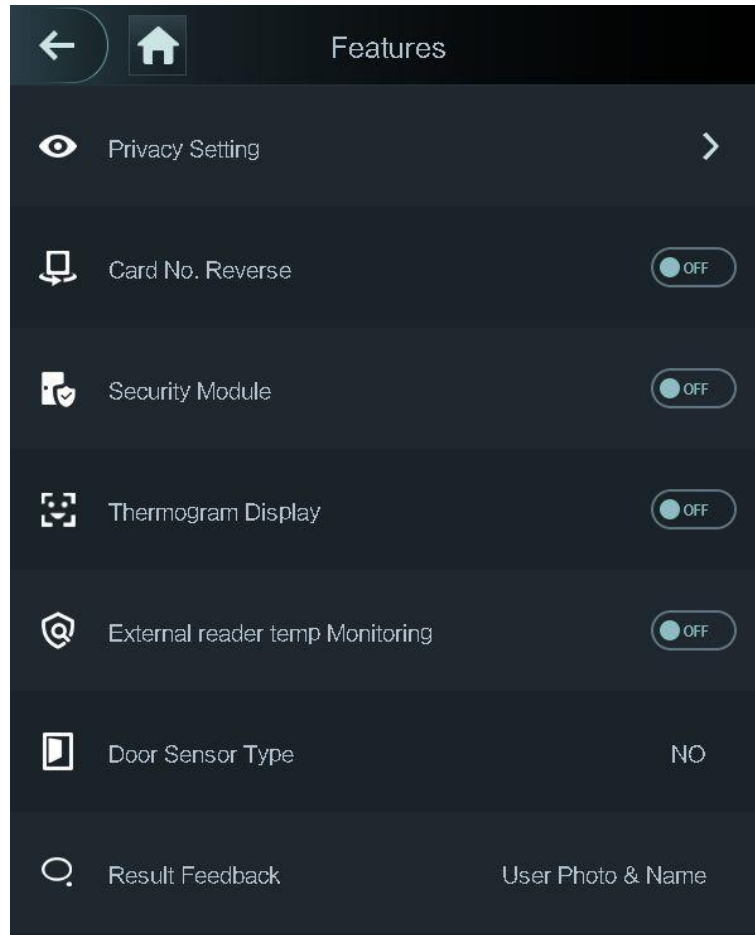 Features
Privacy Setting
Card No. Reverse OFF
Security Module OFF
Thermogram Display OFF
External reader temp Monitoring OFF
Door Sensor Type NO
Result Feedback User Photo & Name